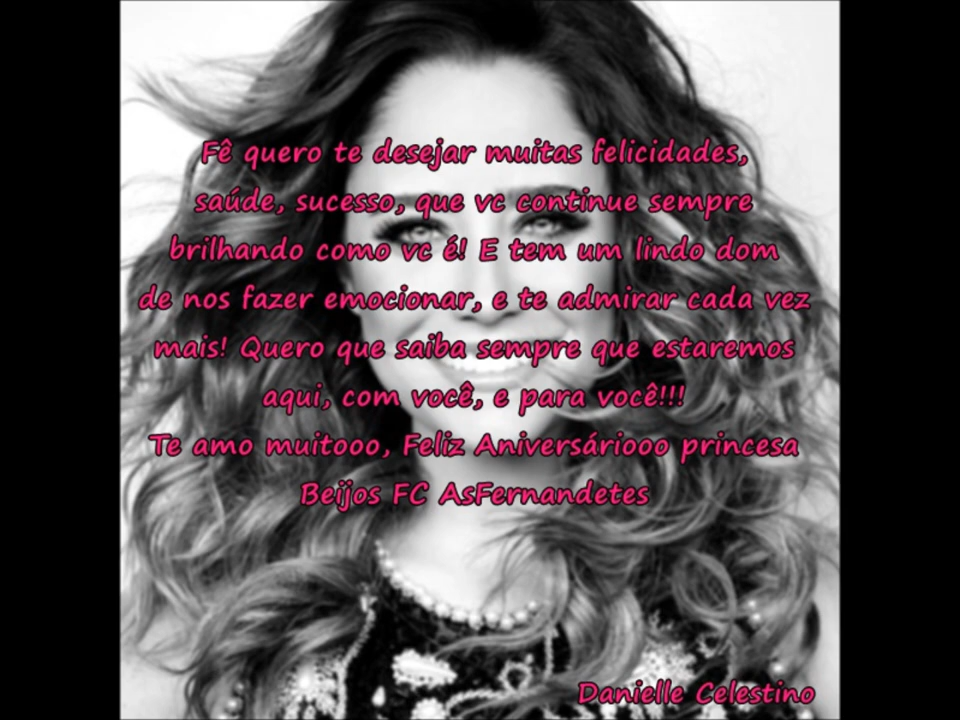 Fê quero te desejar muitas felicidades,
saúde, sucesso, que vc continue sempre
brilhando como vc é! E tem um lindo dom
de nos fazer emocionar, e te admirar cada vez
mais! Quero que saiba sempre que estaremos
aqui, com você, e para você!!!
Te amo muitooo, Feliz Aniversáriooo princesa
Beijos FC AsFernandetes
Danielle Celestino